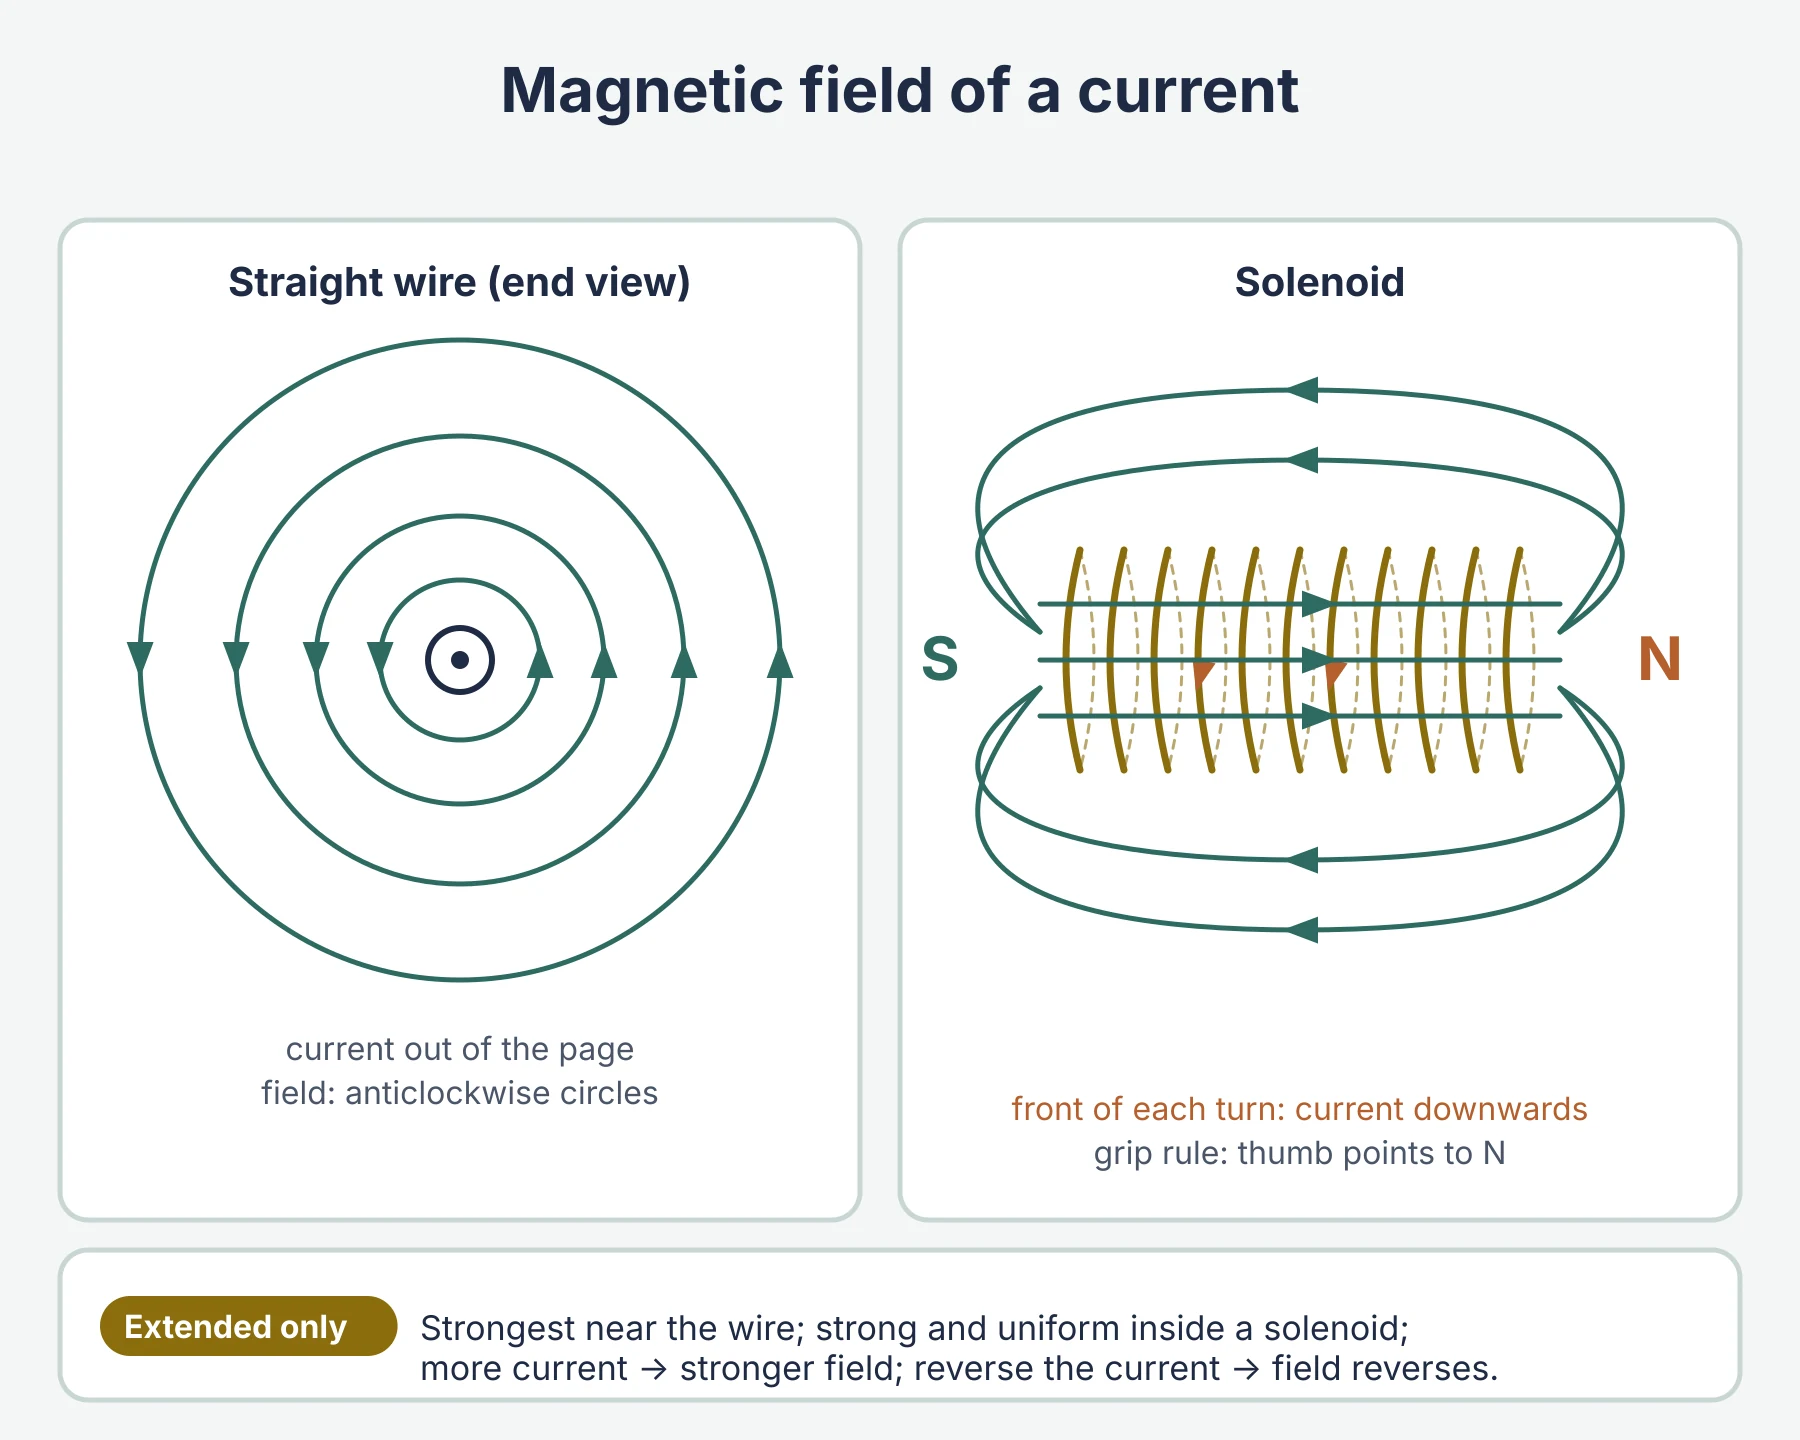 Magnetic field of a current
Straight wire (end view)
current out of the page
field: anticlockwise circles
Solenoid
S
N
front of each turn: current downwards
grip rule: thumb points to N
Extended only
Strongest near the wire; strong and uniform inside a solenoid;
more current → stronger field; reverse the current → field reverses.